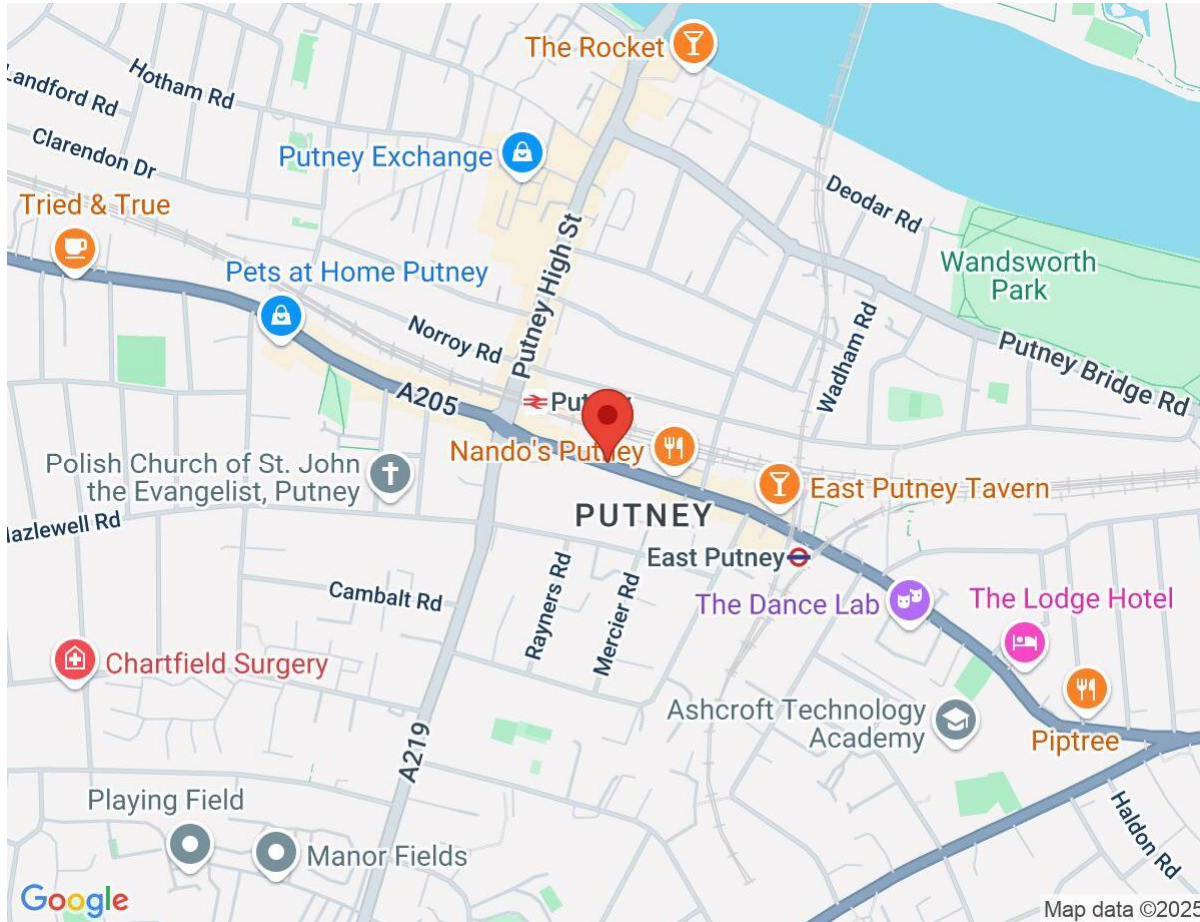 The Rocket
Hotham Rd
Landford Rd
Clarendon Dr
Putney Exchange
Deodar Rd
Tried & True
Putney High St
Wandsworth
Park
Pets at Home Putney
Norroy Rd
Wadham Rd
Putney Bridge Rd
A205
Nando's Putney
Polish Church of St. John
the Evangelist, Putney
East Putney Tavern
PUTNEY
East Putney
Cambalt Rd
Rayners Rd
Mercier Rd
The Dance Lab
The Lodge Hotel
Chartfield Surgery
Ashcroft Technology
Academy
A219
Piptree
Playing Field
Haldon Rd
Manor Fields
Google
Map data ©2025